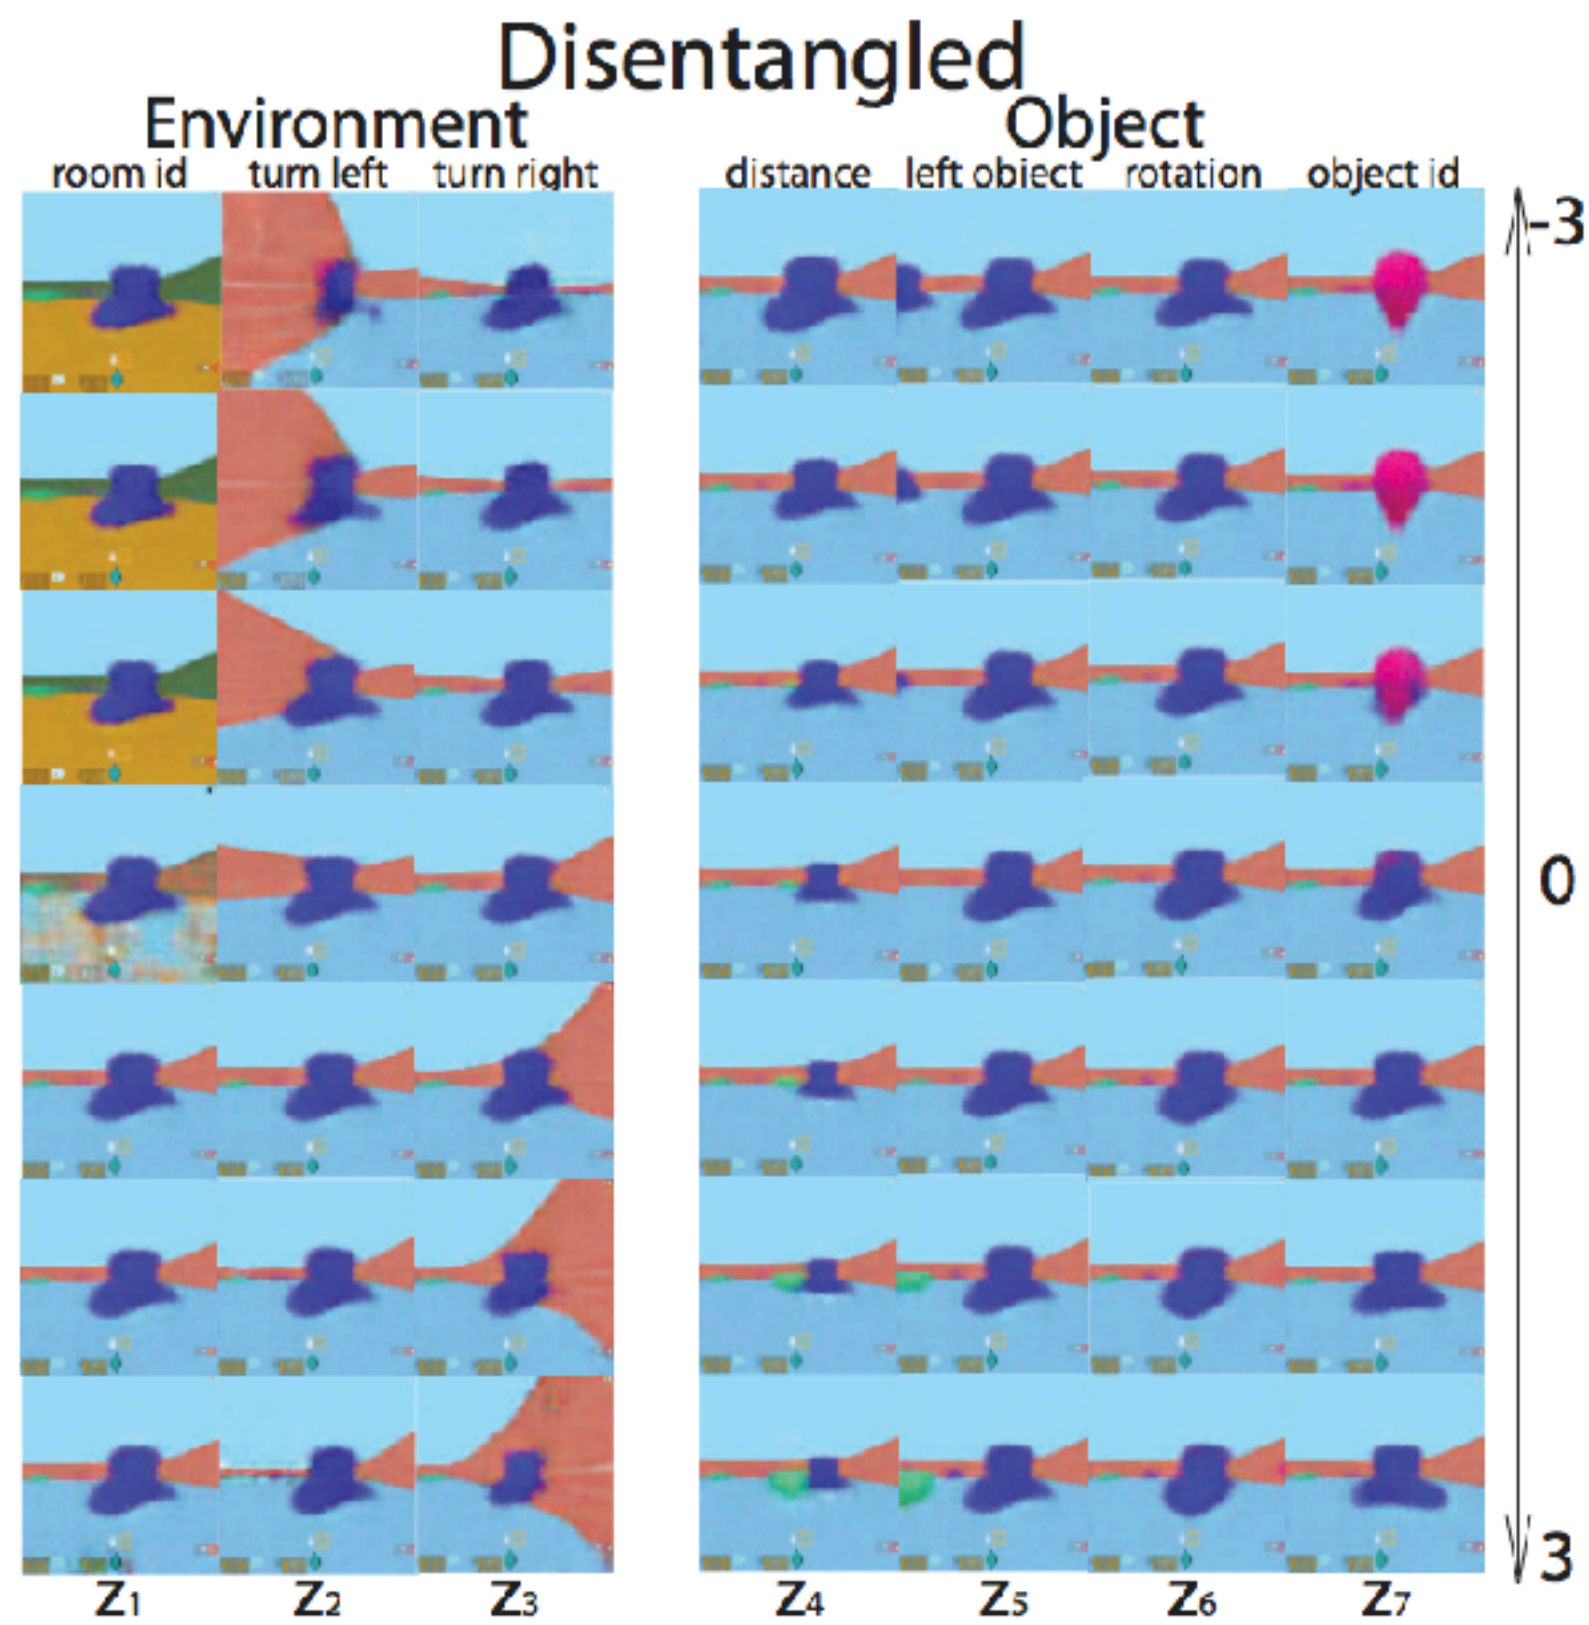 Disentangled
Environment Object
room id turn left turn right distance left object rotation object id
-3
0
3
Z1 Z2 Z3 Z4 Z5 Z6 Z7